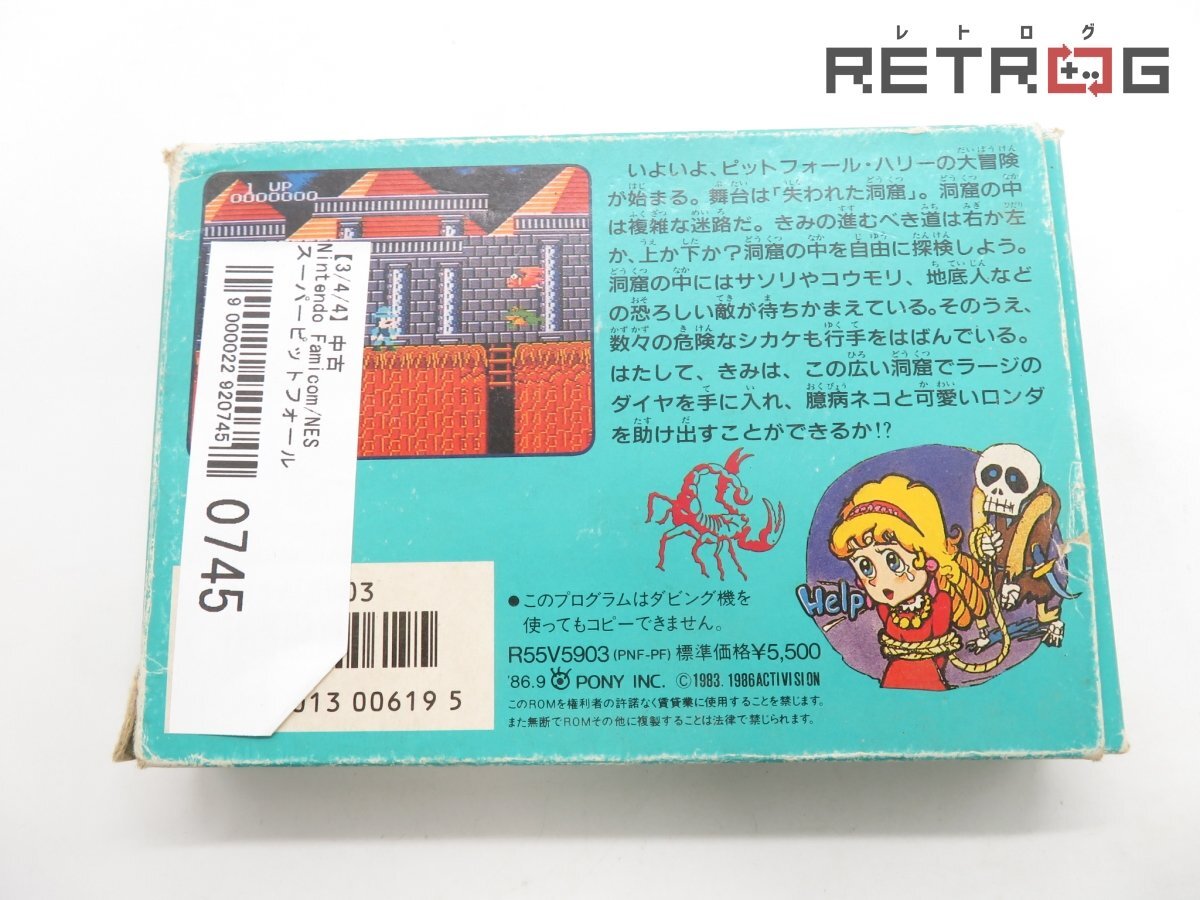 レトログ
RETROG
いよいよ、ピットフォール・ハリーの大冒険
が始まる。舞台は「失われた洞窟」。洞窟の中
は複雑な迷路だ。きみの進むべき道は右か左
か、上か下か?洞窟の中を自由に探検しよう。
洞窟の中にはサソリやコウモリ、地底人など
の恐ろしい敵が待ちかまえている。そのうえ、
数々の危険なシカケも行手をはばんでいる。
はたして、きみは、この広い洞窟でラージの
ダイヤを手に入れ、臆病ネコと可愛いロンダ
を助け出すことができるか!?
1 UP
0000000
【3/4/4】 中古
Nintendo Famicom/NES
スーパーピットフォール
9 000022 920745
0745
03
013 00619 5
Help
●このプログラムはダビング機を
使ってもコピーできません。
R55V5903 (PNF-PF) 標準価格¥5,500
'86.9 PONY INC. ©1983. 1986 ACTIVISION
このROMを権利者の許諾なく賃貸業に使用することを禁じます。
また無断でROMその他に複製することは法律で禁じられます。